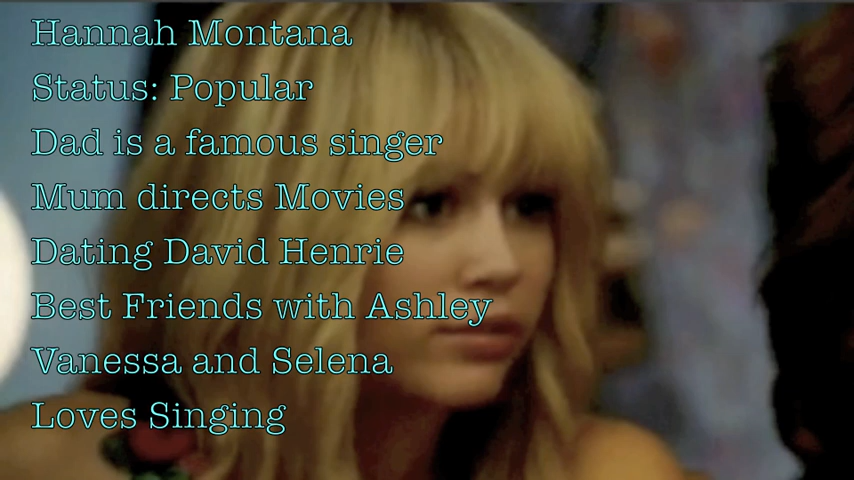 Hannah Montana
Status: Popular
Dad is a famous singer
Mum directs Movies
Dating David Henrie
Best Friends with Ashley
Vanessa and Selena
Loves Singing